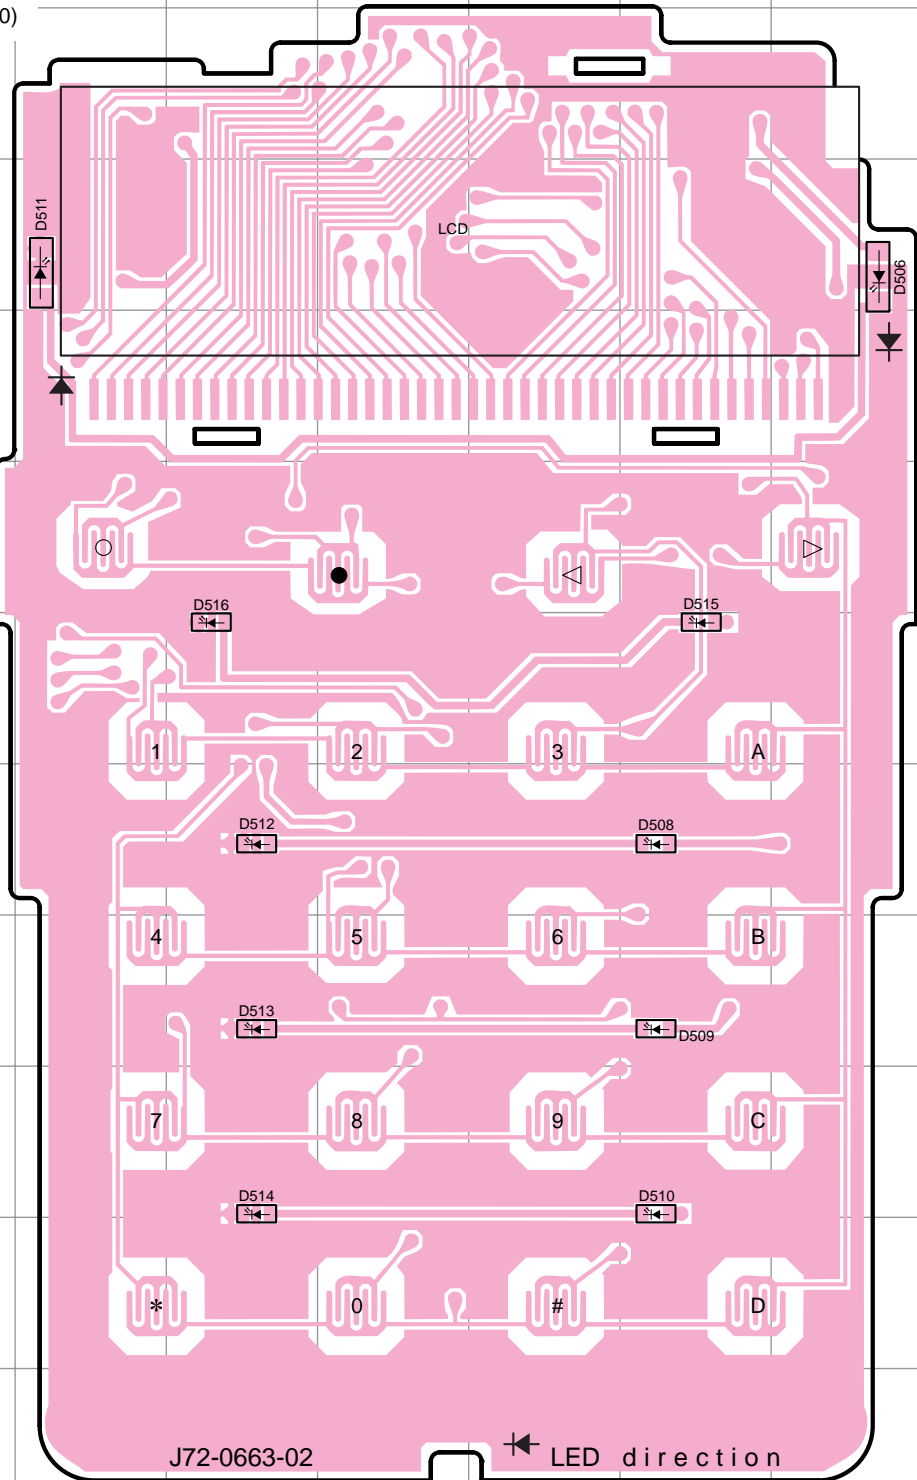 0)
D511
LCD
D506
○
●
◁
▷
D516
D515
1
2
3
A
D512
D508
4
5
6
B
D513
D509
7
8
9
C
D514
D510
*
0
#
D
J72-0663-02
LED direction